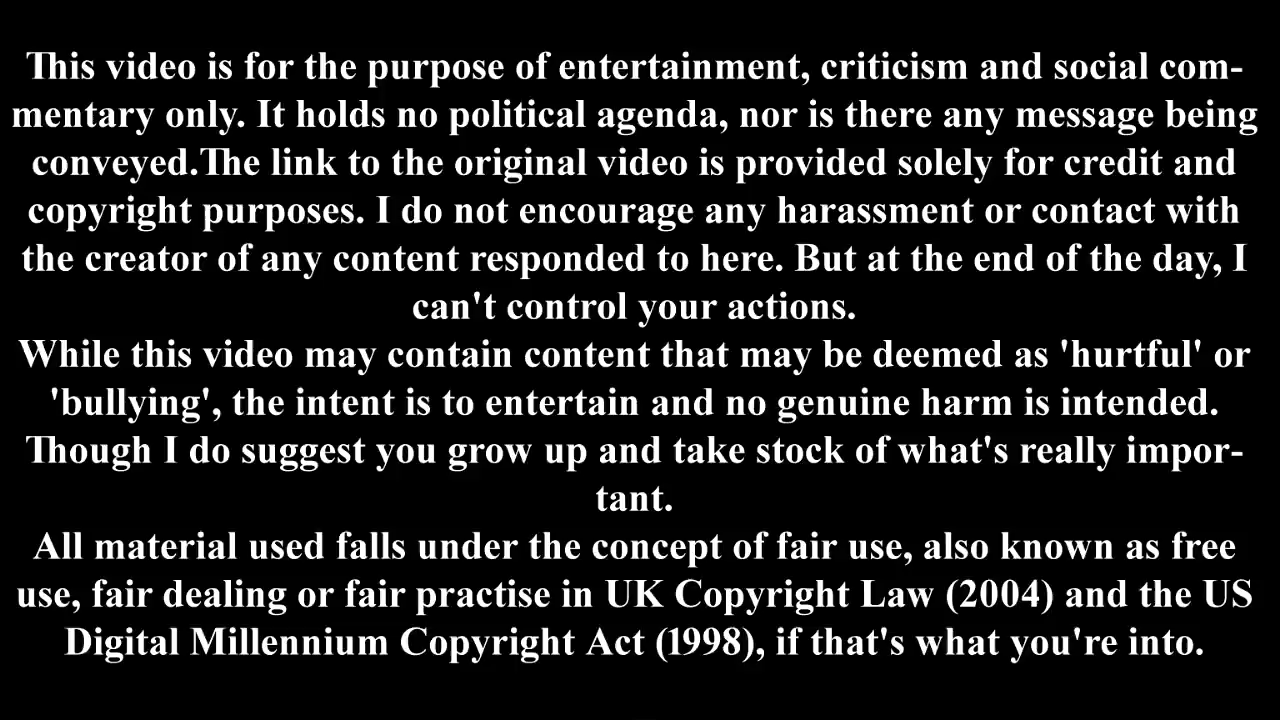 This video is for the purpose of entertainment, criticism and social com-
mentary only. It holds no political agenda, nor is there any message being
conveyed.The link to the original video is provided solely for credit and
copyright purposes. I do not encourage any harassment or contact with
the creator of any content responded to here. But at the end of the day, I
can't control your actions.
While this video may contain content that may be deemed as 'hurtful' or
'bullying', the intent is to entertain and no genuine harm is intended.
Though I do suggest you grow up and take stock of what's really impor-
tant.
All material used falls under the concept of fair use, also known as free
use, fair dealing or fair practise in UK Copyright Law (2004) and the US
Digital Millennium Copyright Act (1998), if that's what you're into.